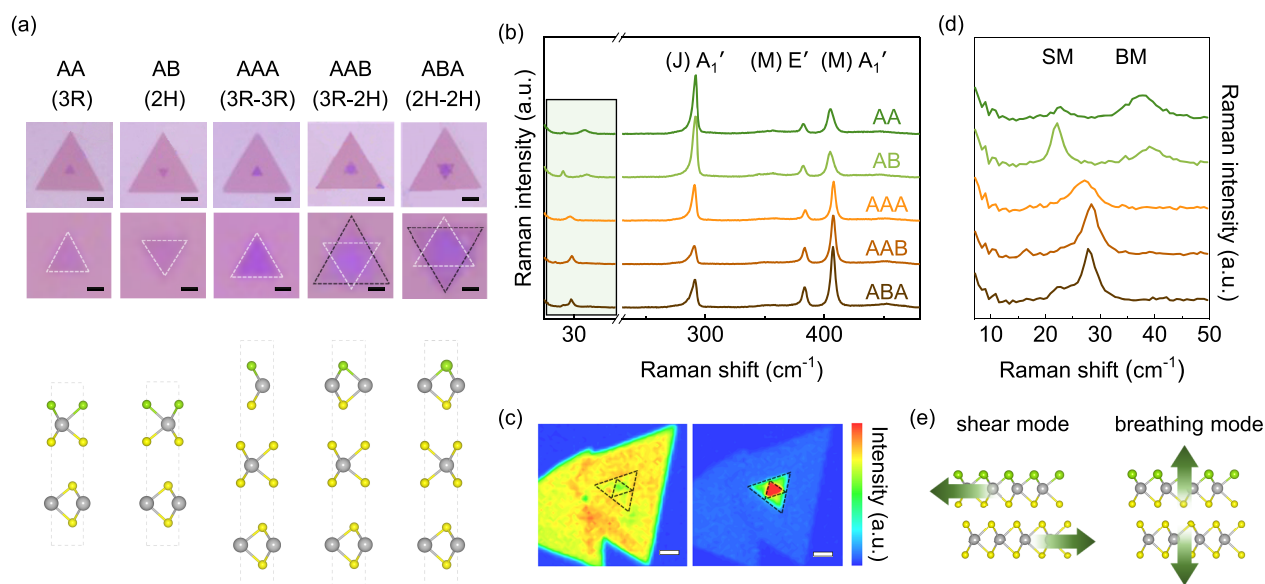 (a)
AA AB AAA AAB ABA
(3R) (2H) (3R-3R) (3R-2H) (2H-2H)
(b)
Raman intensity (a.u.)
(J) A₁′ (M) E′ (M) A₁′
AA
AB
AAA
AAB
ABA
30 300 400
Raman shift (cm⁻¹)
(c)
Intensity (a.u.)
(d)
SM BM
Raman intensity (a.u.)
10 20 30 40 50
Raman shift (cm⁻¹)
(e)
shear mode breathing mode